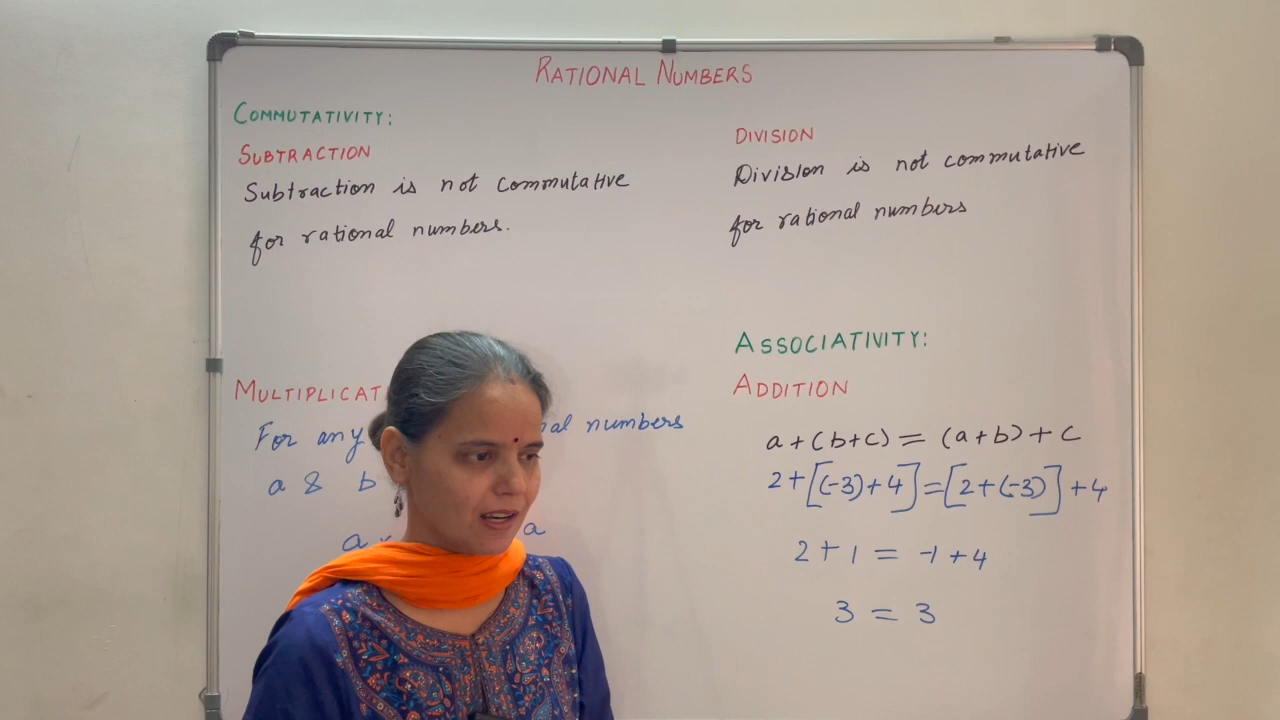 RATIONAL NUMBERS
COMMUTATIVITY:
SUBTRACTION
Subtraction is not commutative
for rational numbers.
MULTIPLICATI
For any al numbers
a & b
a a
DIVISION
Division is not commutative
for rational numbers
ASSOCIATIVITY:
ADDITION
a+(b+c) = (a+b)+c
2+[(-3)+4]=[2+(-3)]+4
2+1 = -1+4
3 = 3